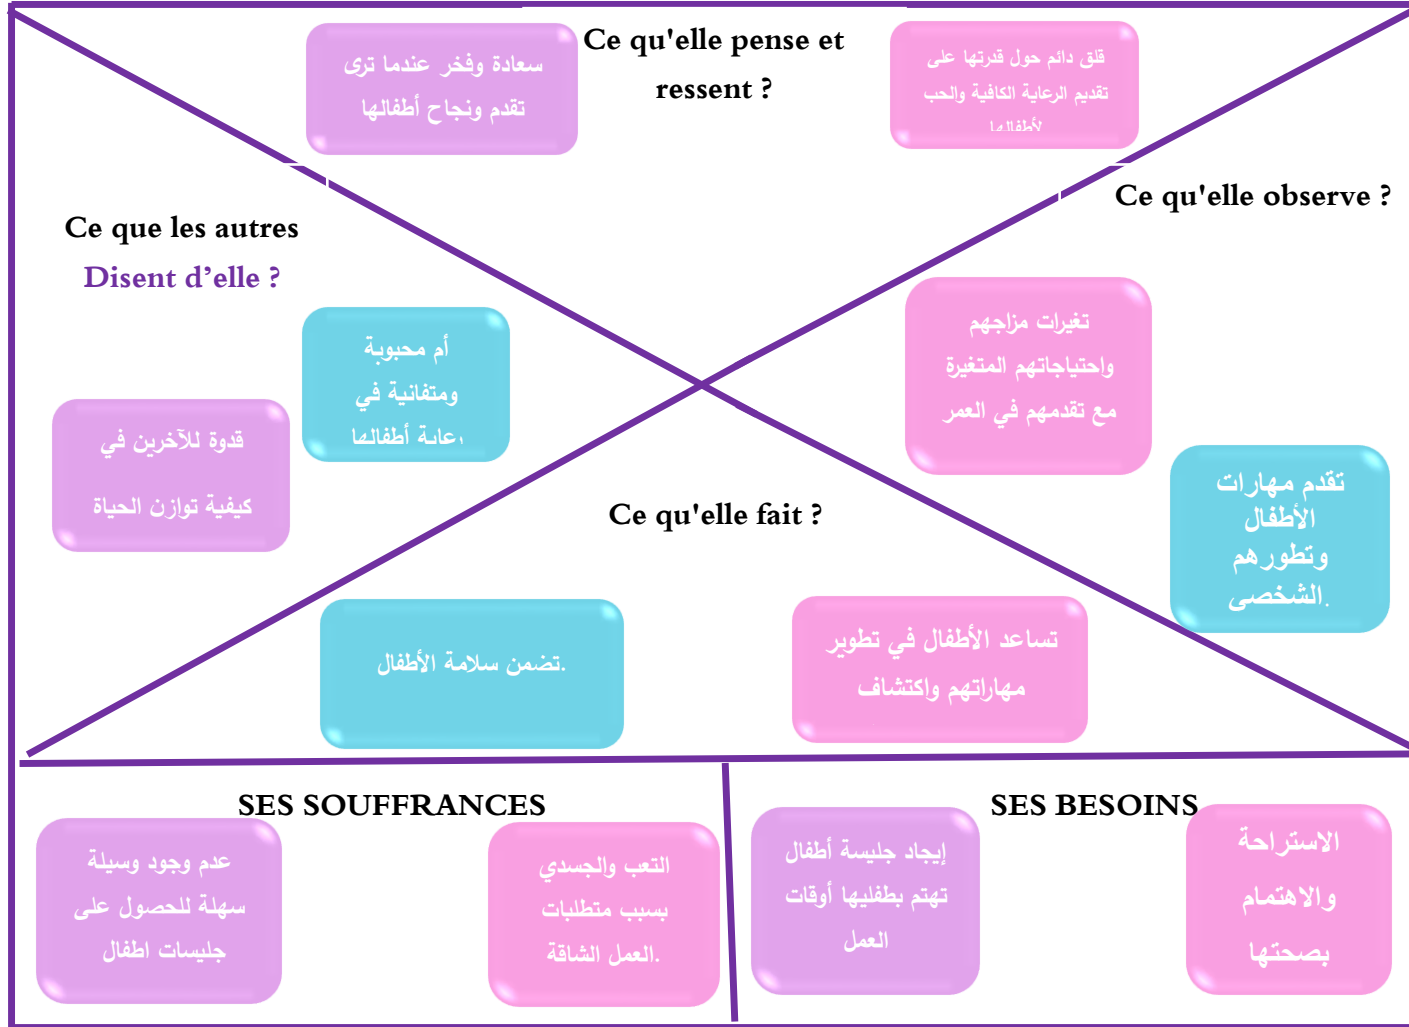 Ce qu'elle pense et
ressent ?
سعادة وفخر عندما ترى
تقدم ونجاح أطفالها
قلق دائم حول قدرتها على
تقديم الرعاية الكافية والحب
لأطفالها
Ce que les autres
Disent d’elle ?
أم محبوبة
ومتفانية في
رعاية أطفالها
قدوة للآخرين في
كيفية توازن الحياة
Ce qu'elle observe ?
تغيرات مزاجهم
واحتياجاتهم المتغيرة
مع تقدمهم في العمر
تقدم مهارات
الأطفال
وتطورهم
الشخصى.
Ce qu'elle fait ?
تضمن سلامة الأطفال.
تساعد الأطفال في تطوير
مهاراتهم واكتشاف
SES SOUFFRANCES
عدم وجود وسيلة
سهلة للحصول على
جليسات اطفال
التعب والجسدي
بسبب متطلبات
العمل الشاقة.
SES BESOINS
إيجاد جليسة أطفال
تهتم بطفليها أوقات
العمل
الاستراحة
والاهتمام
بصحتها